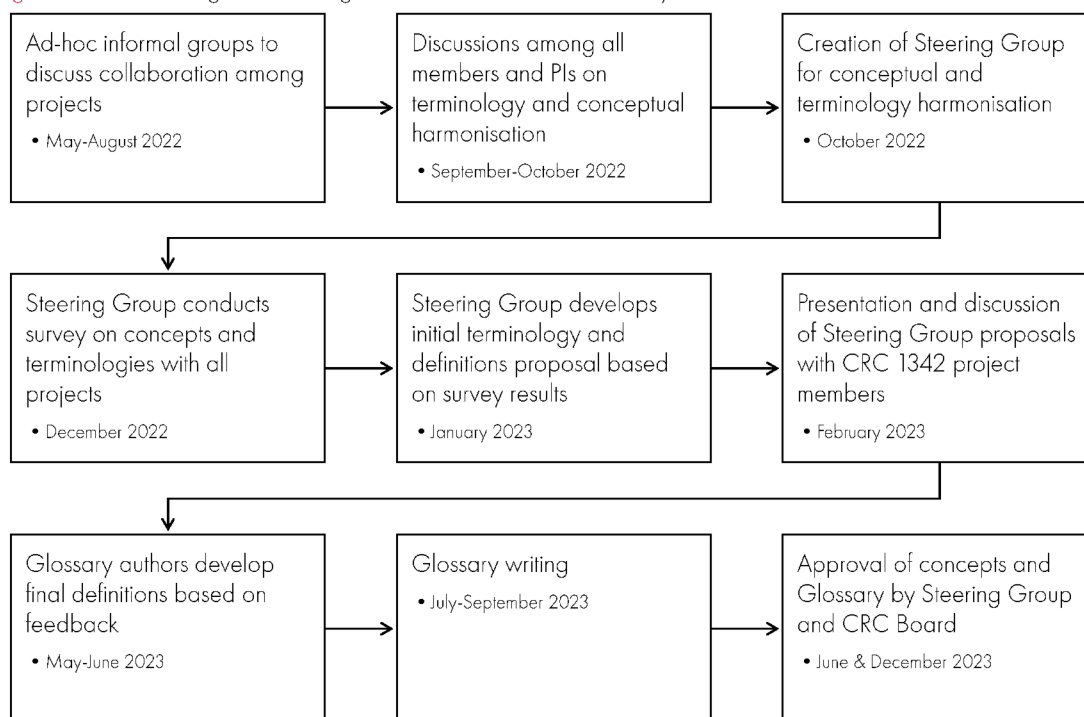 Ad-hoc informal groups to
discuss collaboration among
projects
• May-August 2022
Discussions among all
members and PIs on
terminology and conceptual
harmonisation
• September-October 2022
Creation of Steering Group
for conceptual and
terminology harmonisation
• October 2022
Steering Group conducts
survey on concepts and
terminologies with all
projects
• December 2022
Steering Group develops
initial terminology and
definitions proposal based
on survey results
• January 2023
Presentation and discussion
of Steering Group proposals
with CRC 1342 project
members
• February 2023
Glossary authors develop
final definitions based on
feedback
• May-June 2023
Glossary writing
• July-September 2023
Approval of concepts and
Glossary by Steering Group
and CRC Board
• June & December 2023